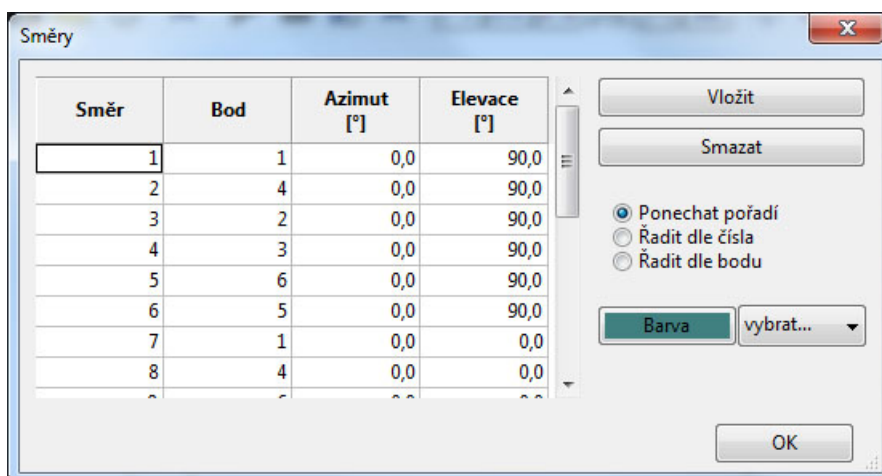 Směry
Směr Bod Azimut [°] Elevace [°]
1 1 0,0 90,0
2 4 0,0 90,0
3 2 0,0 90,0
4 3 0,0 90,0
5 6 0,0 90,0
6 5 0,0 90,0
7 1 0,0 0,0
8 4 0,0 0,0
Vložit
Smazat
Ponechat pořadí
Řadit dle čísla
Řadit dle bodu
Barva vybrat...
OK